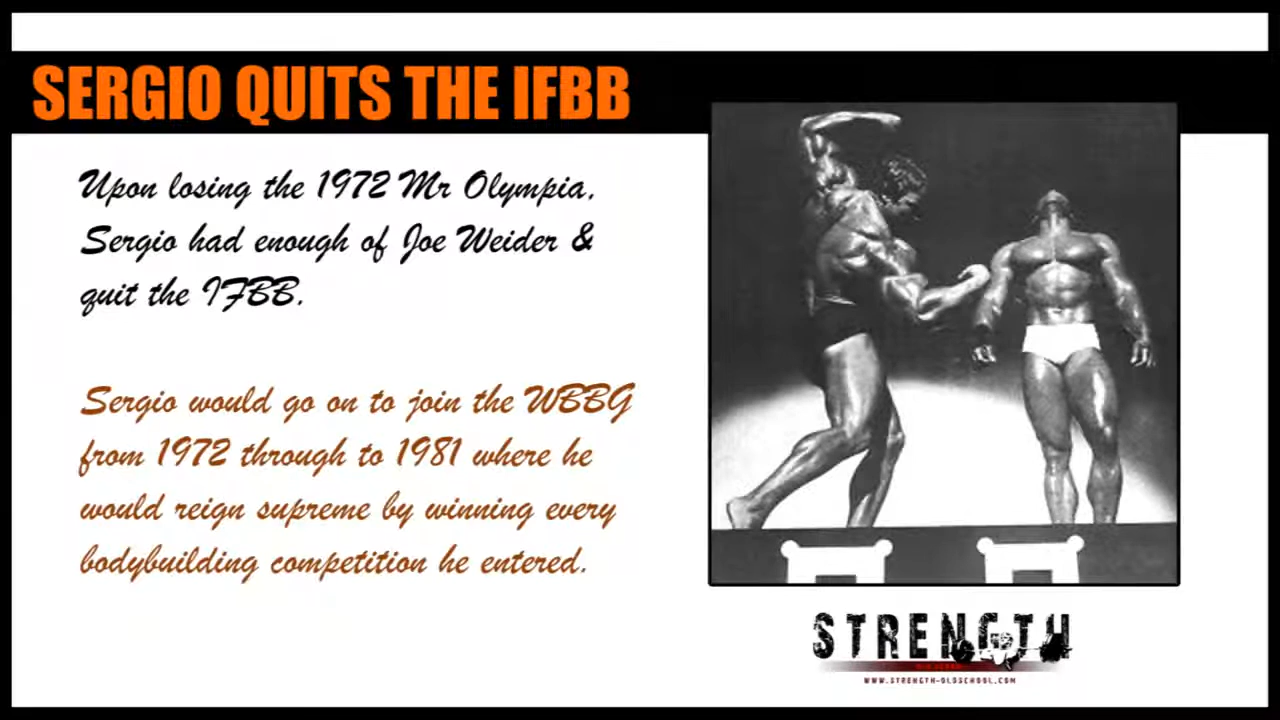 SERGIO QUITS THE IFBB
Upon losing the 1972 Mr Olympia,
Sergio had enough of Joe Weider &
quit the IFBB.
Sergio would go on to join the WBBG
from 1972 through to 1981 where he
would reign supreme by winning every
bodybuilding competition he entered.
STRENGTH
WWW.STRENGTH-OLDSCHOOL.COM